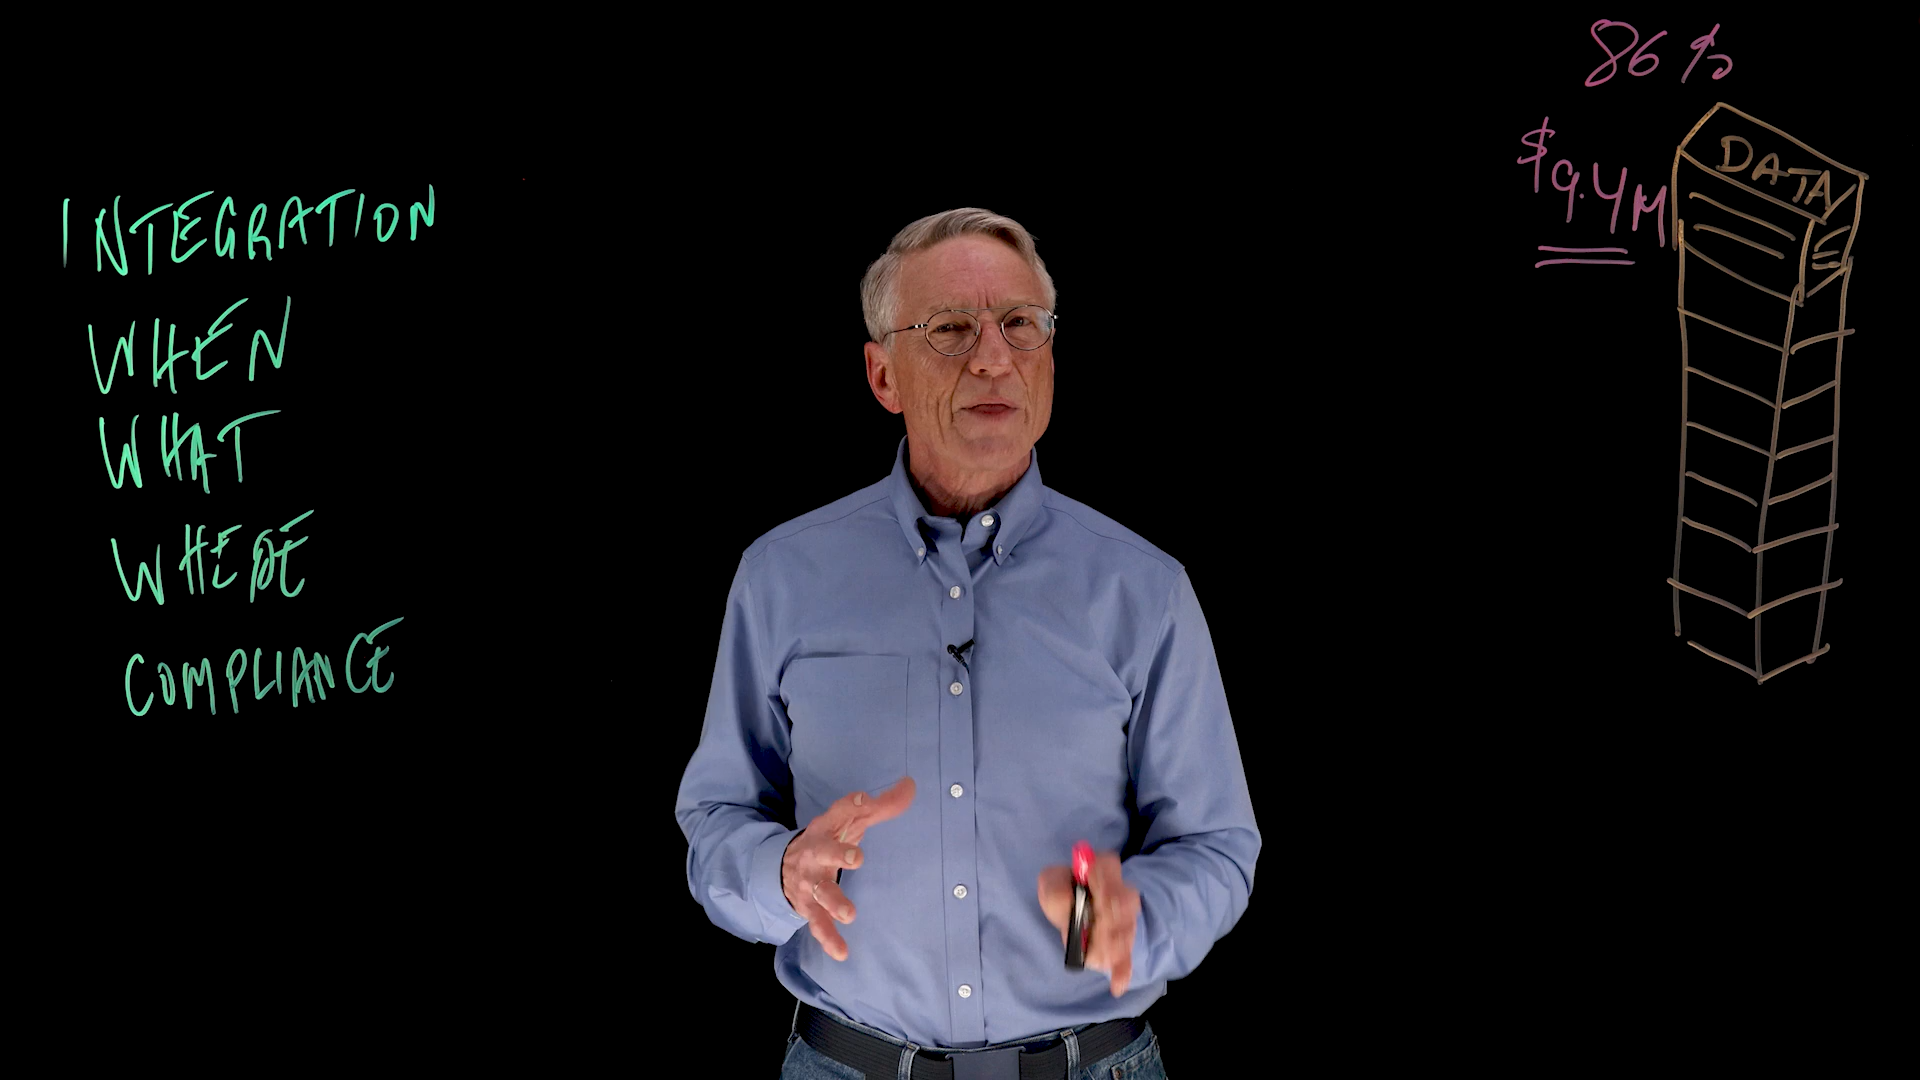 INTEGRATION
WHEN
WHAT
WHERE
COMPLIANCE
86%
$9.4M
DATA